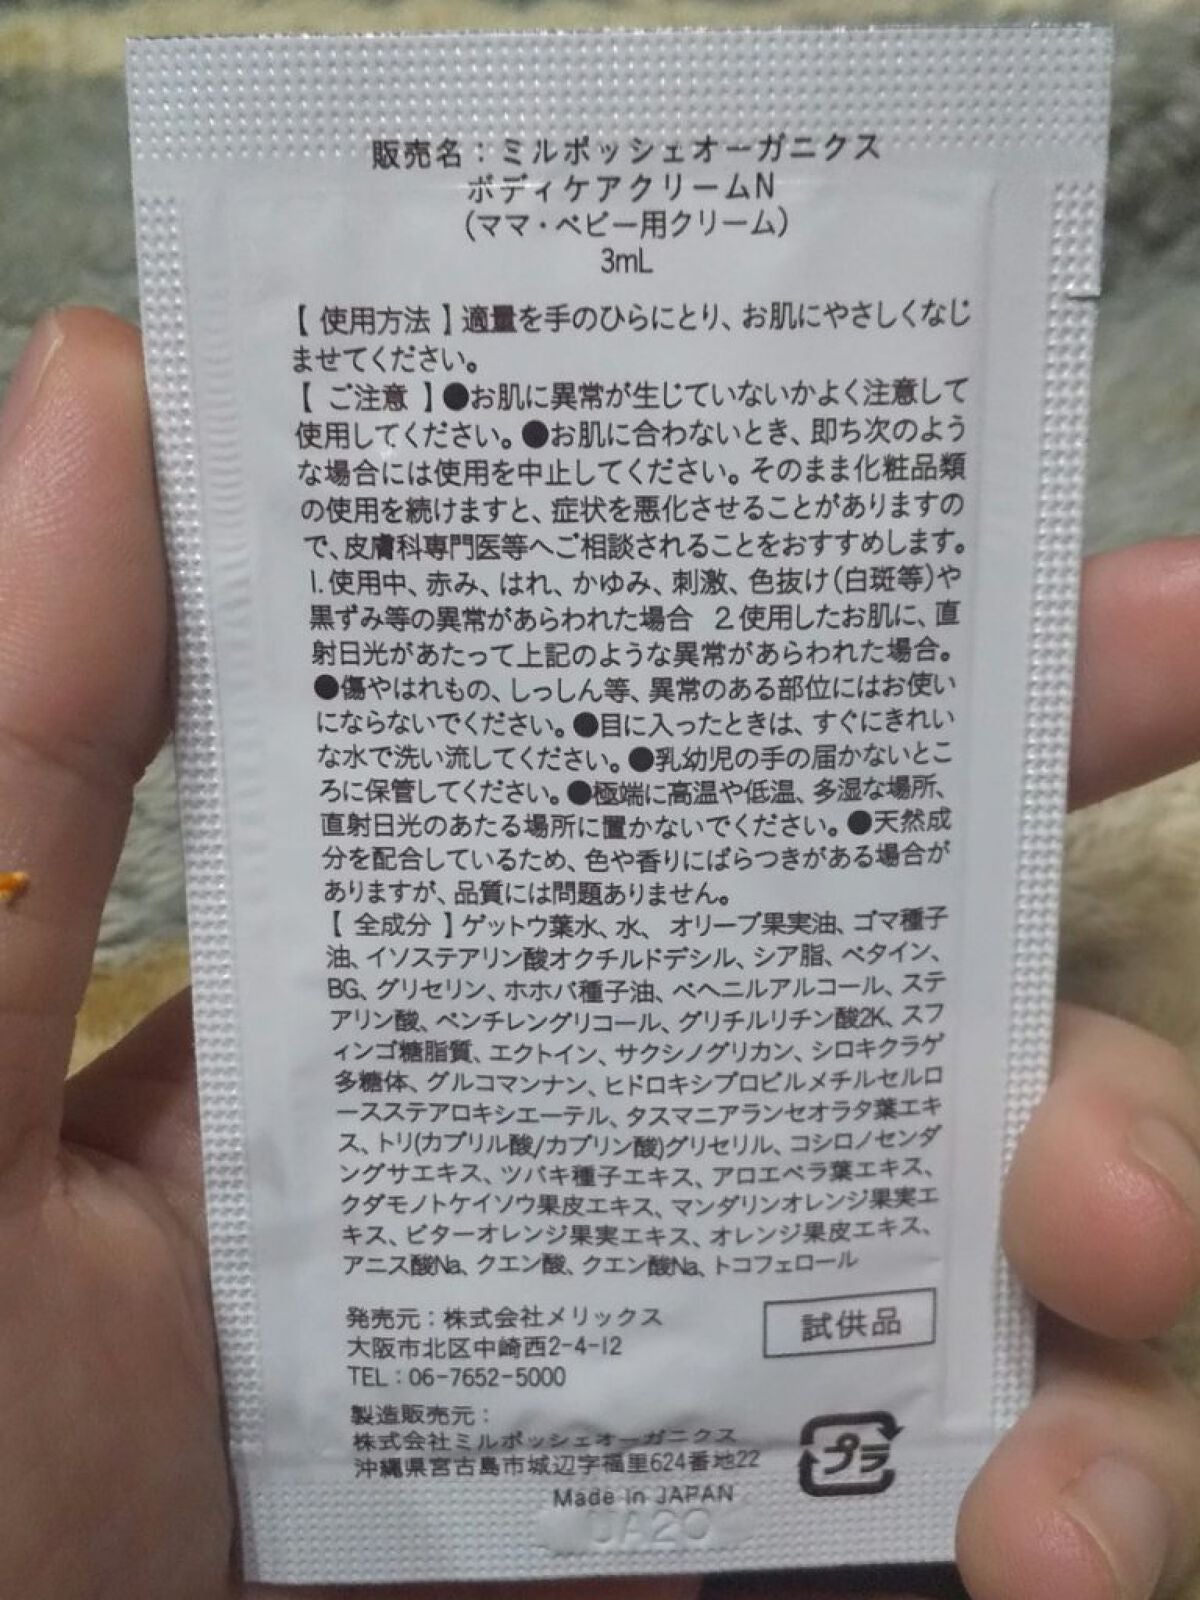 販売名：ミルポッシェオーガニクス
ボディケアクリームN
(ママ・ベビー用クリーム)
3mL
【 使用方法 】適量を手のひらにとり、お肌にやさしくなじ
ませてください。
【 ご注意 】●お肌に異常が生じていないかよく注意して
使用してください。●お肌に合わないとき、即ち次のよう
な場合には使用を中止してください。そのまま化粧品類
の使用を続けますと、症状を悪化させることがありますの
で、皮膚科専門医等へご相談されることをおすすめします。
1.使用中、赤み、はれ、かゆみ、刺激、色抜け(白斑等)や
黒ずみ等の異常があらわれた場合 2.使用したお肌に、直
射日光があたって上記のような異常があらわれた場合。
●傷やはれもの、しっしん等、異常のある部位にはお使い
にならないでください。●目に入ったときは、すぐにきれい
な水で洗い流してください。●乳幼児の手の届かないとこ
ろに保管してください。●極端に高温や低温、多湿な場所、
直射日光のあたる場所に置かないでください。●天然成
分を配合しているため、色や香りにばらつきがある場合が
ありますが、品質には問題ありません。
【 全成分 】ゲットウ葉水、水、オリーブ果実油、ゴマ種子
油、イソステアリン酸オクチルドデシル、シア脂、ベタイン、
BG、グリセリン、ホホバ種子油、ベヘニルアルコール、ステ
アリン酸、ペンチレングリコール、グリチルリチン酸2K、スフ
ィンゴ糖脂質、エクトイン、サクシノグリカン、シロキクラゲ
多糖体、グルコマンナン、ヒドロキシプロピルメチルセルロ
ースステアロキシエーテル、タスマニアランセオラタ葉エキ
ス、トリ(カプリル酸/カプリン酸)グリセリル、コシロノセンダ
ングサエキス、ツバキ種子エキス、アロエベラ葉エキス、
クダモノトケイソウ果皮エキス、マンダリンオレンジ果実エ
キス、ビターオレンジ果実エキス、オレンジ果皮エキス、
アニス酸Na、クエン酸、クエン酸Na、トコフェロール
発売元：株式会社メリックス
大阪市北区中崎西2-4-12
TEL：06-7652-5000
試供品
製造販売元：
株式会社ミルポッシェオーガニクス
沖縄県宮古島市城辺字福里624番地22
プラ
Made in JAPAN
UA20